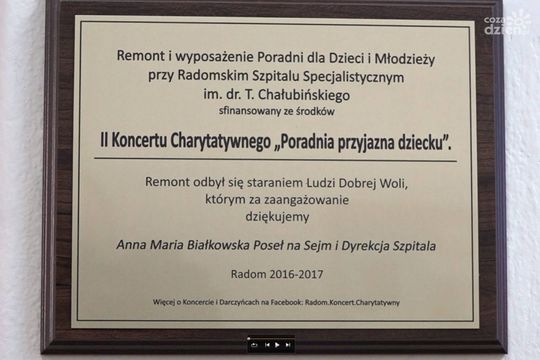 coza
dzień
Remont i wyposażenie Poradni dla Dzieci i Młodzieży
przy Radomskim Szpitalu Specjalistycznym
im. dr. T. Chałubińskiego
sfinansowany ze środków
II Koncertu Charytatywnego „Poradnia przyjazna dziecku”.
Remont odbył się staraniem Ludzi Dobrej Woli,
którym za zaangażowanie
dziękujemy
Anna Maria Białkowska Poseł na Sejm i Dyrekcja Szpitala
Radom 2016-2017
Więcej o Koncercie i Darczyńcach na Facebook: Radom.Koncert.Charytatywny